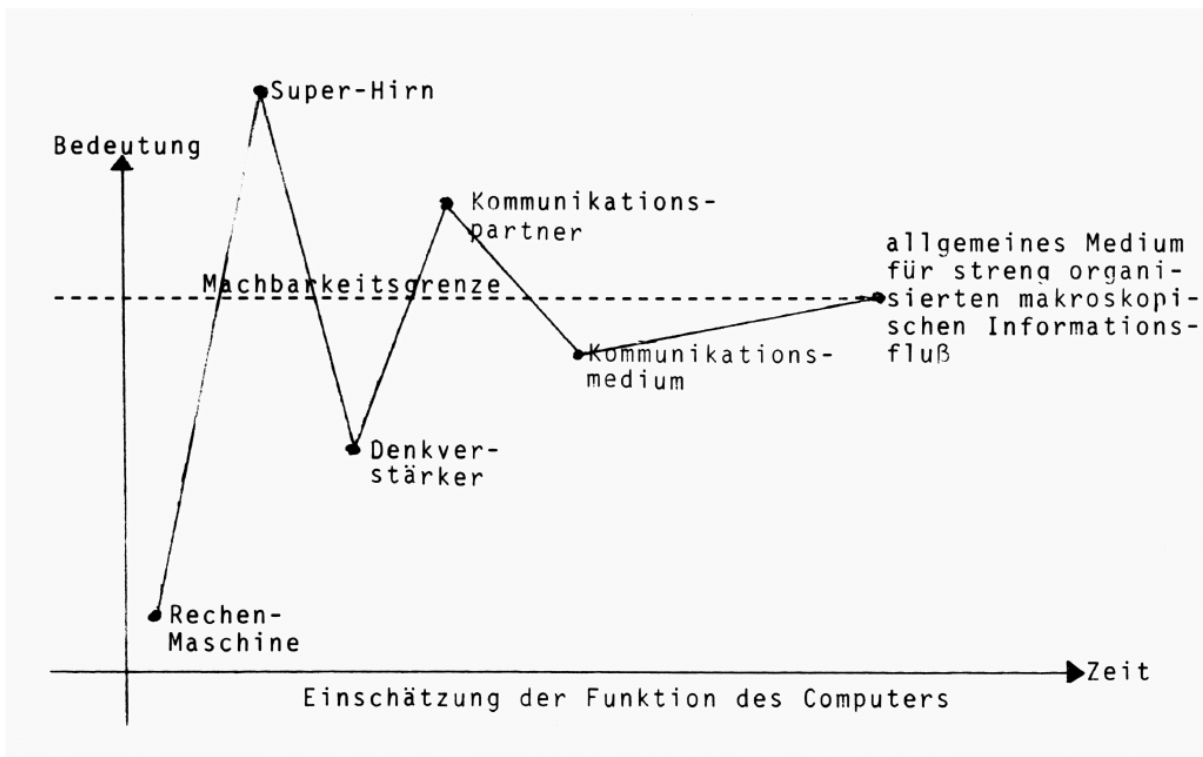 Super-Hirn
Bedeutung
Kommunikations-
partner
allgemeines Medium
für streng organi-
sierten makroskopi-
schen Informations-
fluß
Machbarkeitsgrenze
Kommunikations-
medium
Denkver-
stärker
Rechen-
Maschine
Zeit
Einschätzung der Funktion des Computers